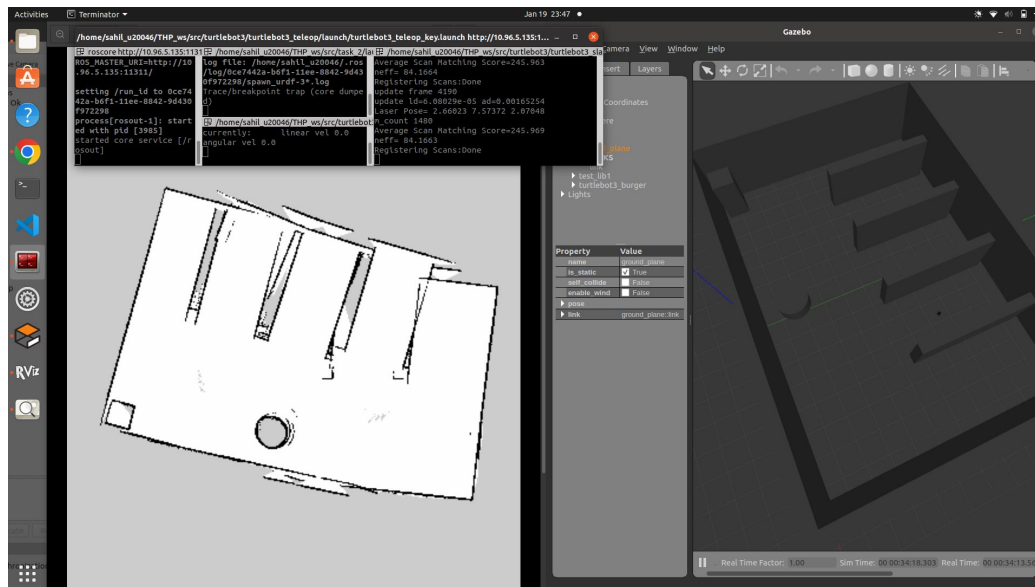 Activities
Terminator
Jan 19 23:47
/home/sahil_u20046/THP_ws/src/turtlebot3/turtlebot3_teleop/launch/turtlebot3_teleop_key.launch http://10.96.5.135:1...
Gazebo
roscore http://10.96.5.135:1131
ROS_MASTER_URI=http://10
.96.5.135:11311/
setting /run_id to 0ce74
42a-b6f1-11ee-8842-9d430
f972298
process[rosout-1]: start
ed with pid [3985]
started core service [/r
osout]
/home/sahil_u20046/THP_ws/src/task_2/la
log file: /home/sahil_u20046/.ros
/log/0ce7442a-b6f1-11ee-8842-9d43
0f972298/spawn_urdf-3*.log
Trace/breakpoint trap (core dumpe
d)
/home/sahil_u20046/THP_ws/src/turtlebot
currently: linear vel 0.0
angular vel 0.0
/home/sahil_u20046/THP_ws/src/turtlebot3/turtlebot3_sla
Average Scan Matching Score=245.963
neff= 84.1664
Registering Scans:Done
update frame 4190
update ld=6.08029e-05 ad=0.00165254
Laser Pose= 2.66023 7.57372 2.07048
m_count 1480
Average Scan Matching Score=245.969
neff= 84.1663
Registering Scans:Done
Camera View Window Help
Insert Layers
Coordinates
plane
test_lib1
turtlebot3_burger
Lights
Property Value
name ground_plane
is_static True
self_collide False
enable_wind False
pose
link ground_plane::link
RViz
Real Time Factor: 1.00 Sim Time: 00 00:34:18.303 Real Time: 00 00:34:13.